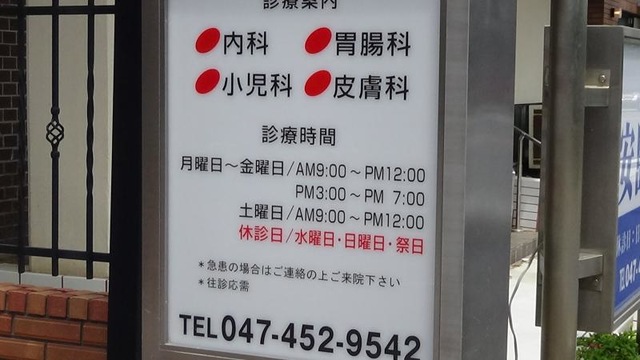 診療案内
内科 胃腸科
小児科 皮膚科
診療時間
月曜日～金曜日/AM9:00～PM12:00
PM3:00～PM 7:00
土曜日/AM9:00～PM12:00
休診日/水曜日・日曜日・祭日
＊急患の場合はご連絡の上ご来院下さい
＊往診応需
TEL047-452-9542
休診日:
TEL047-